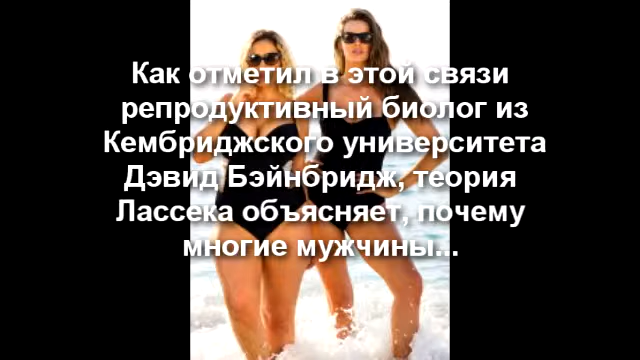 Как отметил в этой связи
репродуктивный биолог из
Кембриджского университета
Дэвид Бэйнбридж, теория
Лассека объясняет, почему
многие мужчины...